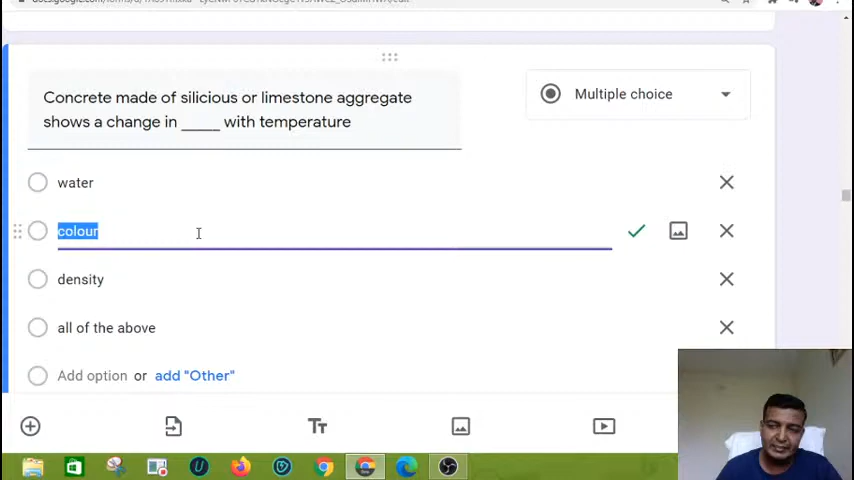 Concrete made of silicious or limestone aggregate
shows a change in _____ with temperature
Multiple choice
water
colour
density
all of the above
Add option or add "Other"